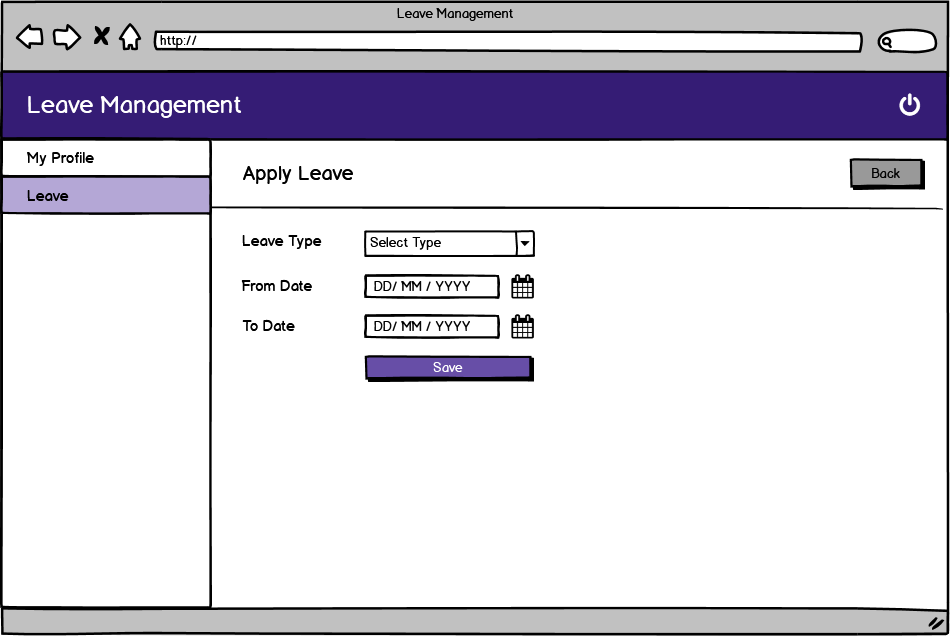 Leave Management
http://
Leave Management
My Profile
Leave
Apply Leave
Back
Leave Type
Select Type
From Date
DD/ MM / YYYY
To Date
DD/ MM / YYYY
Save